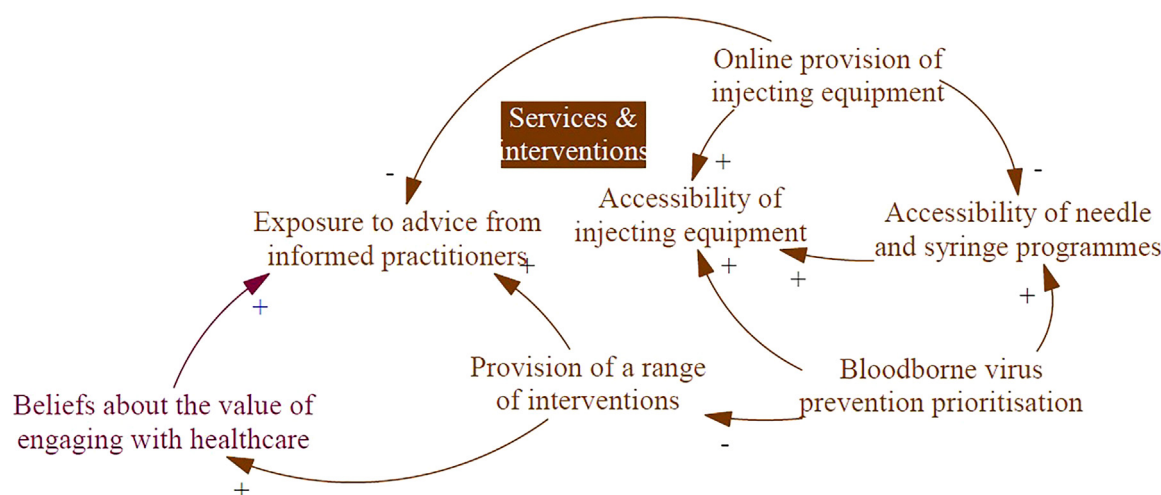 Online provision of
injecting equipment
Services &
interventions
-
+
-
Exposure to advice from
informed practitioners
+
Accessibility of
injecting equipment
+
+
Accessibility of needle
and syringe programmes
+
+
Provision of a range
of interventions
Bloodborne virus
prevention prioritisation
-
Beliefs about the value of
engaging with healthcare
+